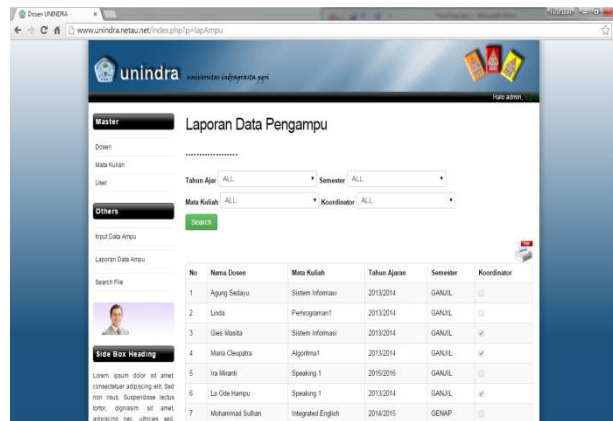 Dosen UNINDRA
www.unindra.netau.net/index.php?p=lapAmpu
unindra universitas indraprasta pgri
Halo admin,
Master
Dosen
Mata Kuliah
User
Others
Input Data Ampu
Laporan Data Ampu
Search File
Side Box Heading
Lorem ipsum dolor sit amet,
consectetuer adipiscing elit. Sed
non risus. Suspendisse lectus
tortor, dignissim sit amet,
adipiscing nec, ultricies sed,
Laporan Data Pengampu
-------------------
Tahun Ajar ALL Semester ALL
Mata Kuliah ALL Koordinator ALL
Search
No Nama Dosen Mata Kuliah Tahun Ajaran Semester Koordinator
1 Agung Sedayu Sistem Informasi 2013/2014 GANJIL
2 Linda Pemrograman1 2013/2014 GANJIL
3 Gies Masita Sistem Informasi 2013/2014 GANJIL
4 Maria Cleopatra Algoritma1 2013/2014 GANJIL
5 Ira Miranti Speaking 1 2015/2016 GANJIL
6 La Ode Hampu Speaking 1 2013/2014 GANJIL
7 Mohammad Sulhan Integrated English 2014/2015 GENAP